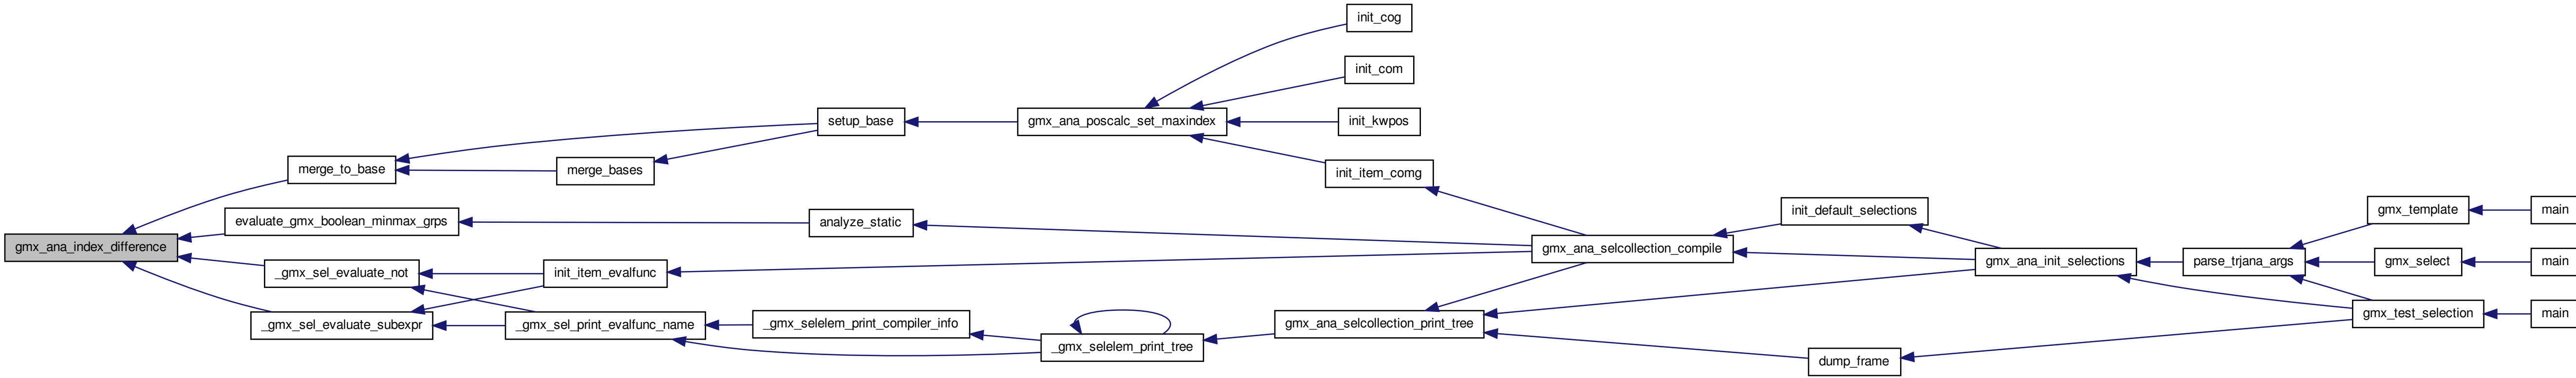 init_cog
init_com
gmx_ana_poscalc_set_maxindex
init_kwpos
setup_base
merge_to_base
merge_bases
init_item_comg
evaluate_gmx_boolean_minmax_grps
analyze_static
init_default_selections
gmx_template
main
gmx_ana_index_difference
gmx_ana_selcollection_compile
gmx_ana_init_selections
parse_trjana_args
gmx_select
main
_gmx_sel_evaluate_not
init_item_evalfunc
_gmx_sel_evaluate_subexpr
_gmx_sel_print_evalfunc_name
_gmx_selelem_print_compiler_info
_gmx_selelem_print_tree
gmx_ana_selcollection_print_tree
gmx_test_selection
main
dump_frame